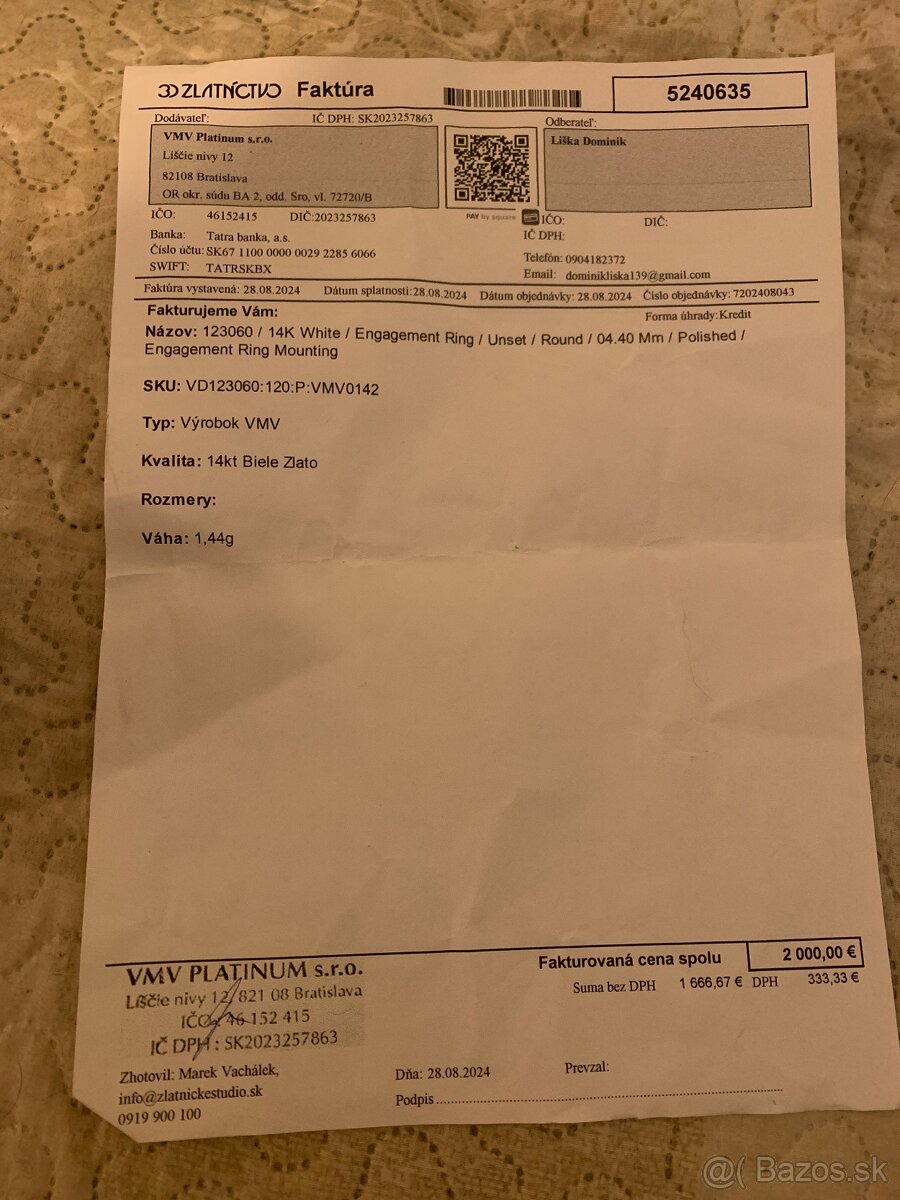 3D ZLATNÍCTVO Faktúra
5240635
Dodávateľ: IČ DPH: SK2023257863
VMV Platinum s.r.o.
Líščie nivy 12
82108 Bratislava
OR okr. súdu BA 2, odd. Sro, vl. 72720/B
IČO: 46152415 DIČ:2023257863
Banka: Tatra banka, a.s.
Číslo účtu: SK67 1100 0000 0029 2285 6066
SWIFT: TATRSKBX
PAY by square
Odberateľ:
Liška Dominik
IČO: DIČ:
IČ DPH:
Telefón: 0904182372
Email: dominikliska139@gmail.com
Faktúra vystavená: 28.08.2024 Dátum splatnosti:28.08.2024 Dátum objednávky: 28.08.2024 Číslo objednávky: 7202408043
Forma úhrady:Kredit
Fakturujeme Vám:
Názov: 123060 / 14K White / Engagement Ring / Unset / Round / 04.40 Mm / Polished /
Engagement Ring Mounting
SKU: VD123060:120:P:VMV0142
Typ: Výrobok VMV
Kvalita: 14kt Biele Zlato
Rozmery:
Váha: 1,44g
Fakturovaná cena spolu 2 000,00 €
Suma bez DPH 1 666,67 € DPH 333,33 €
VMV PLATINUM s.r.o.
Líščie nivy 12, 821 08 Bratislava
IČO: 46 152 415
IČ DPH: SK2023257863
Zhotovil: Marek Vachálek,
info@zlatnickestudio.sk
0919 900 100
Dňa: 28.08.2024 Prevzal:
Podpis
@( Bazos.sk